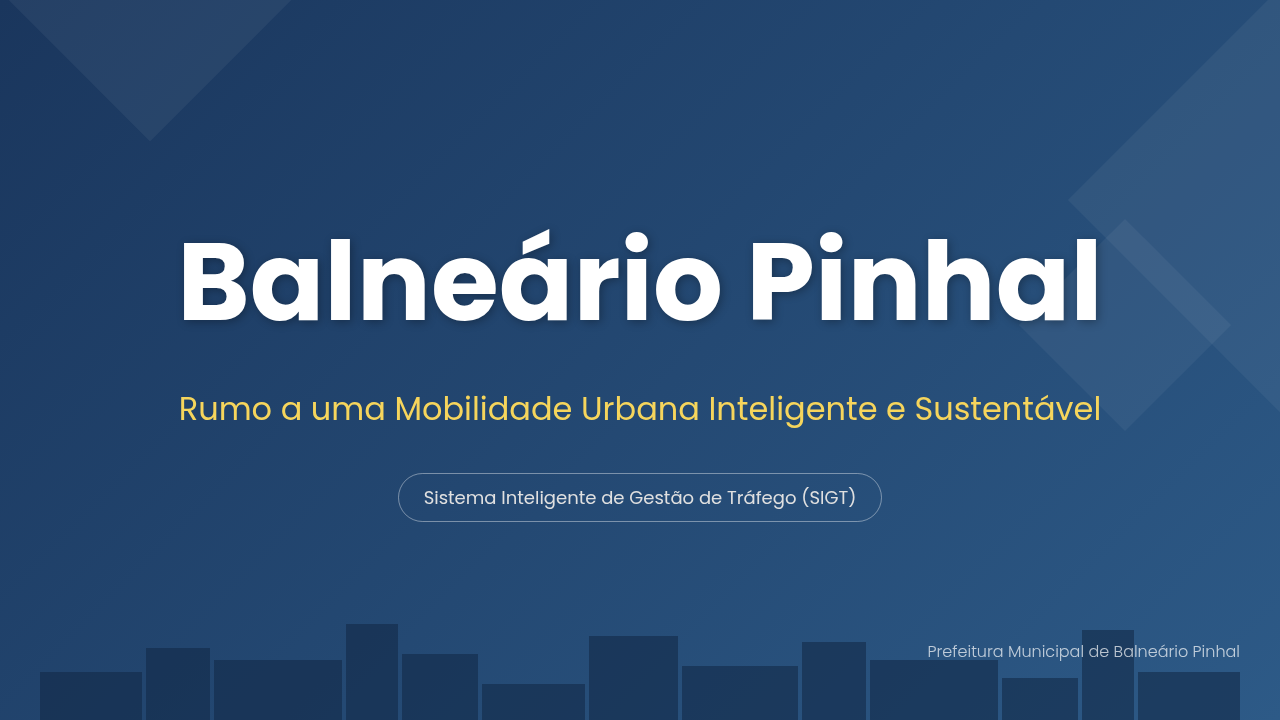 Balneário Pinhal
Rumo a uma Mobilidade Urbana Inteligente e Sustentável
Sistema Inteligente de Gestão de Tráfego (SIGT)
Prefeitura Municipal de Balneário Pinhal